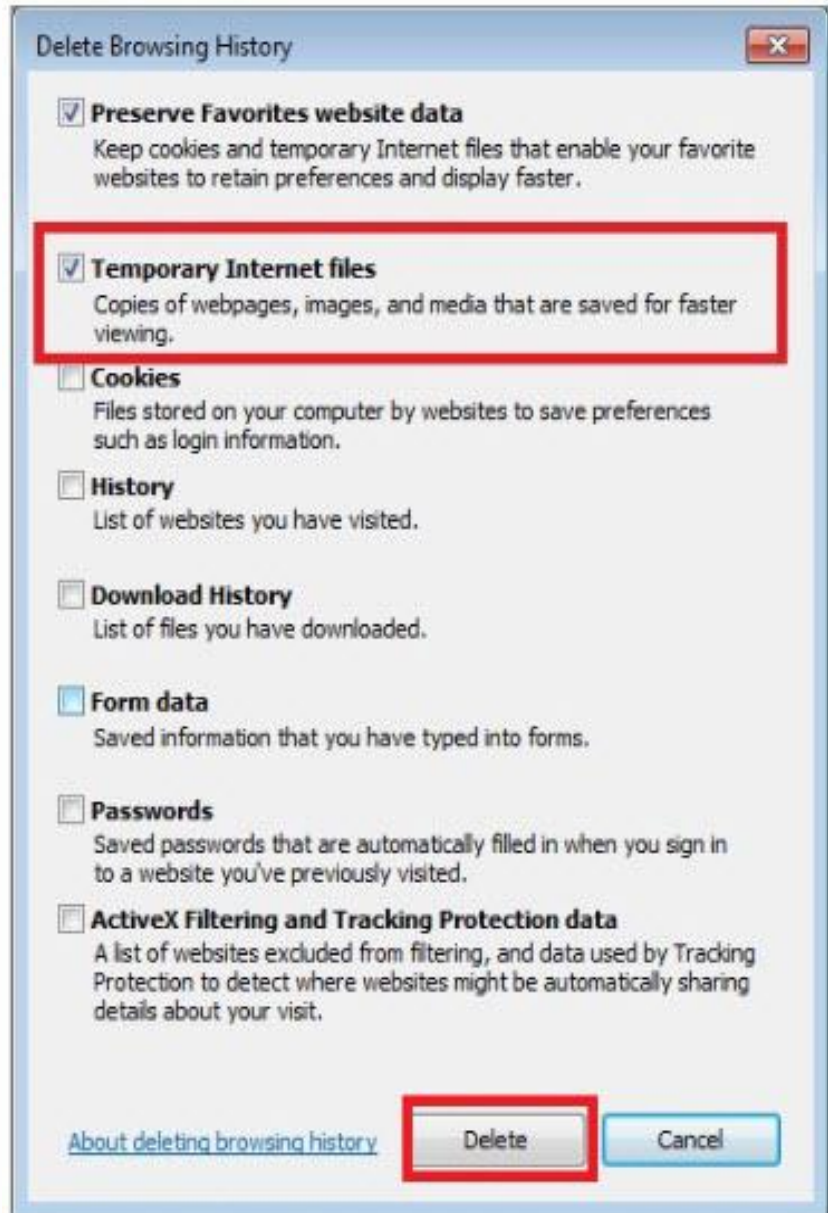 Delete Browsing History
Preserve Favorites website data
Keep cookies and temporary Internet files that enable your favorite
websites to retain preferences and display faster.
Temporary Internet files
Copies of webpages, images, and media that are saved for faster
viewing.
Cookies
Files stored on your computer by websites to save preferences
such as login information.
History
List of websites you have visited.
Download History
List of files you have downloaded.
Form data
Saved information that you have typed into forms.
Passwords
Saved passwords that are automatically filled in when you sign in
to a website you've previously visited.
ActiveX Filtering and Tracking Protection data
A list of websites excluded from filtering, and data used by Tracking
Protection to detect where websites might be automatically sharing
details about your visit.
About deleting browsing history
Delete
Cancel